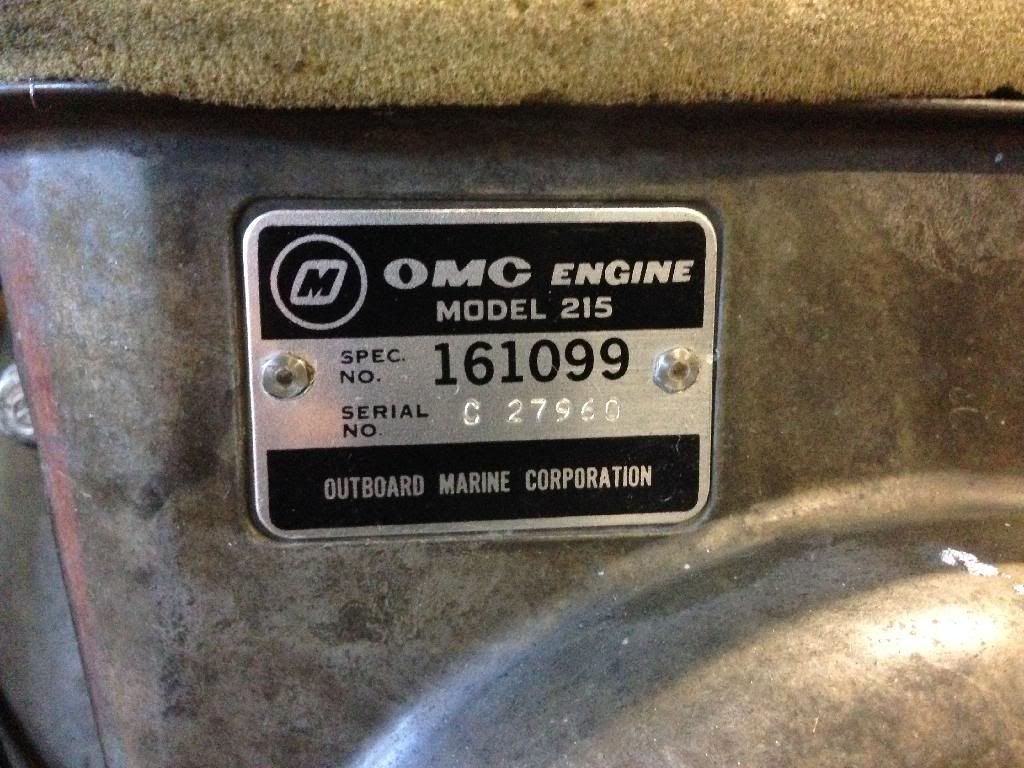 M OMC ENGINE
MODEL 215
SPEC. NO. 161099
SERIAL NO. C 27960
OUTBOARD MARINE CORPORATION